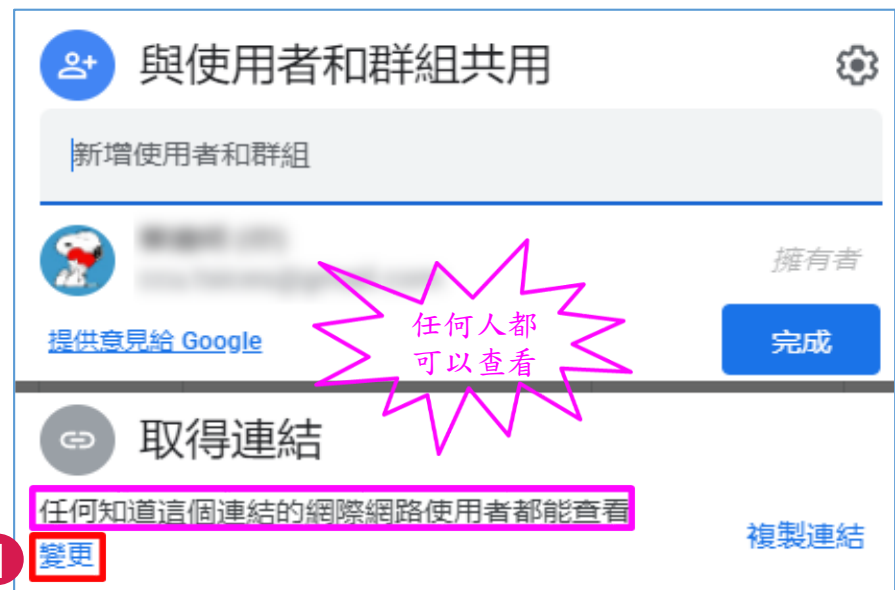 與使用者和群組共用
新增使用者和群組
擁有者
任何人都
可以查看
提供意見給 Google
完成
取得連結
任何知道這個連結的網際網路使用者都能查看
複製連結
變更